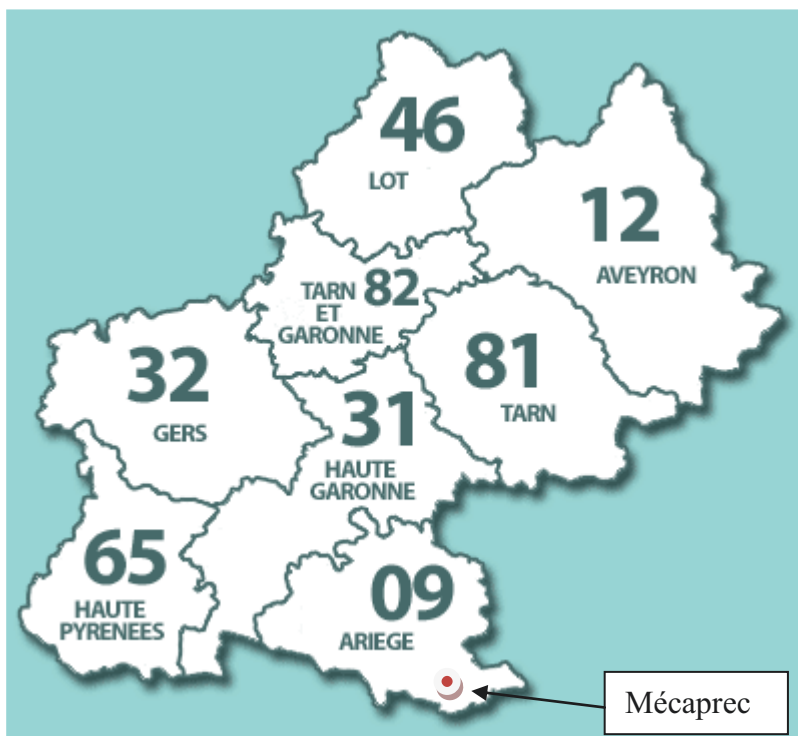 46
LOT
12
AVEYRON
TARN 82
ET
GARONNE
32
GERS
81
TARN
31
HAUTE
GARONNE
65
HAUTE
PYRENEES
09
ARIEGE
Mécaprec